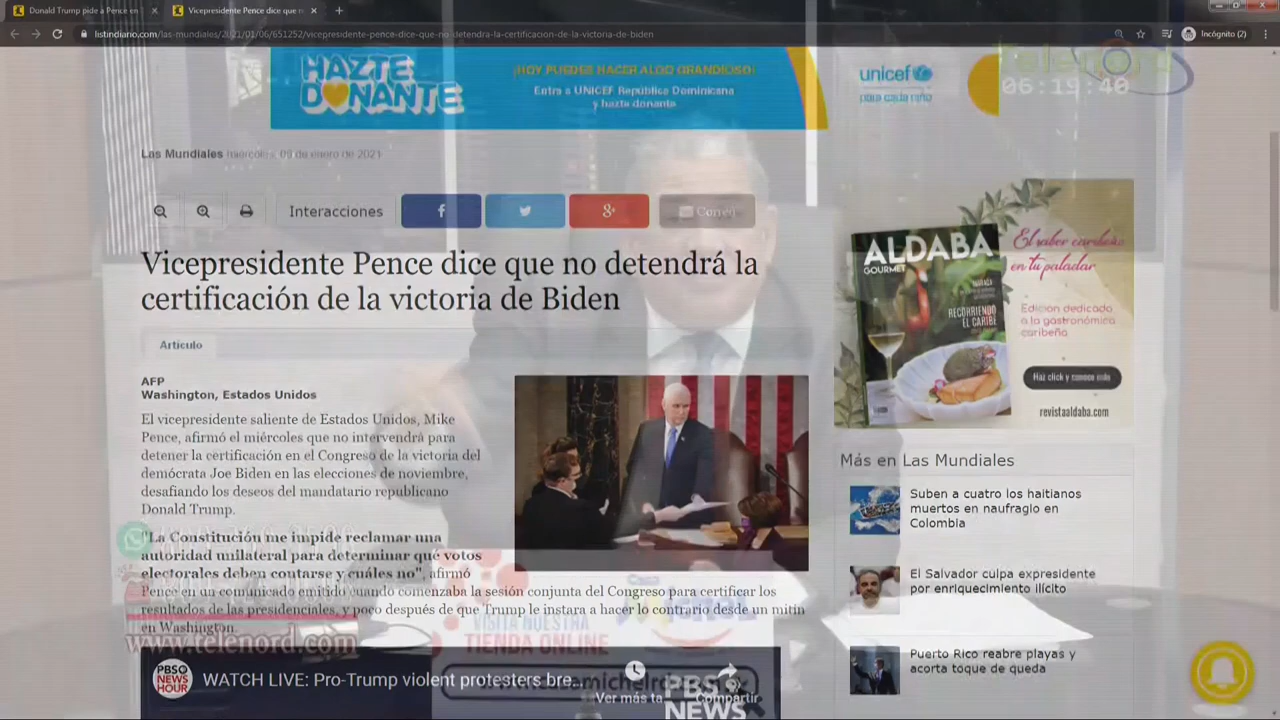 Donald Trump pide a Pence en
Vicepresidente Pence dice que n
listindiario.com/las-mundiales/2021/01/06/651252/vicepresidente-pence-dice-que-no-detendra-la-certificacion-de-la-victoria-de-biden
Incógnito (2)
HAZTE
DONANTE
¡HOY PUEDES HACER ALGO GRANDIOSO!
Entra a UNICEF República Dominicana
y hazte donante
unicef
para cada niño
Telenord
06:19:40
Las Mundiales miércoles, 06 de enero de 2021
Interacciones
Correo
Vicepresidente Pence dice que no detendrá la
certificación de la victoria de Biden
Artículo
AFP
Washington, Estados Unidos
El vicepresidente saliente de Estados Unidos, Mike
Pence, afirmó el miércoles que no intervendrá para
detener la certificación en el Congreso de la victoria del
demócrata Joe Biden en las elecciones de noviembre,
desafiando los deseos del mandatario republicano
Donald Trump.
"La Constitución me impide reclamar una
autoridad unilateral para determinar qué votos
electorales deben contarse y cuáles no", afirmó
Pence en un comunicado emitido cuando comenzaba la sesión conjunta del Congreso para certificar los
resultados de las presidenciales, y poco después de que Trump le instara a hacer lo contrario desde un mitin
en Washington.
www.telenord.com
VISITA NUESTRA
TIENDA ONLINE
PBS
NEWS
HOUR
WATCH LIVE: Pro-Trump violent protesters bre...
Ver más ta
Compartir
PBS
NEWS
ALDABA
GOURMET
RECORRIENDO
EL CARIBE
El saber caribeño
en tu paladar
Edición dedicado
a la gastronómica
caribeña
Haz click y conoce más
revistaaldaba.com
Más en Las Mundiales
Suben a cuatro los haitianos
muertos en naufragio en
Colombia
El Salvador culpa expresidente
por enriquecimiento ilícito
Puerto Rico reabre playas y
acorta toque de queda